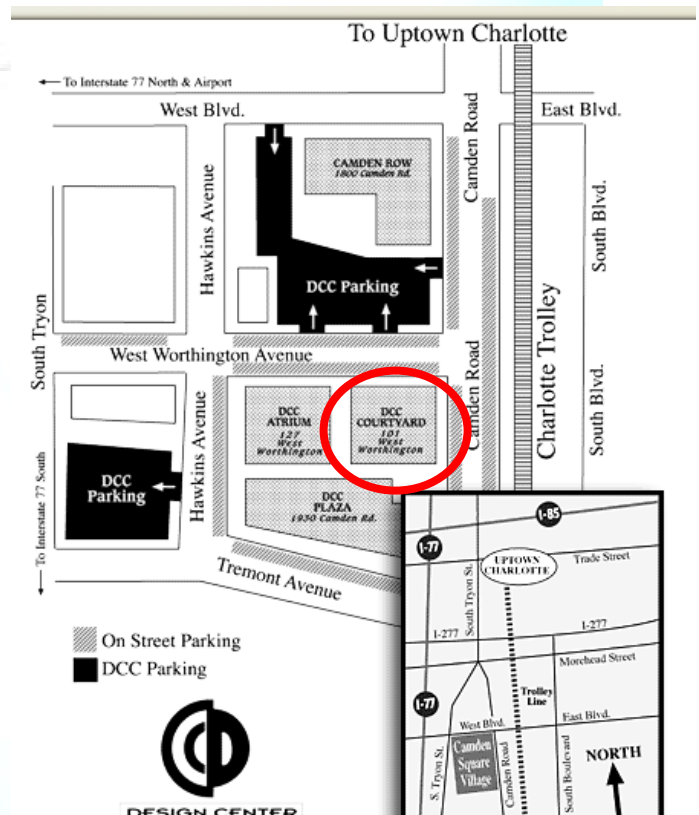 To Uptown Charlotte
To Interstate 77 North & Airport
West Blvd.
East Blvd.
Camden Road
Hawkins Avenue
CAMDEN ROW
1800 Camden Rd.
South Blvd.
DCC Parking
South Tryon
West Worthington Avenue
Charlotte Trolley
Camden Road
South Blvd.
Hawkins Avenue
DCC
ATRIUM
127
West
Worthington
DCC
COURTYARD
101
West
Worthington
DCC
Parking
DCC
PLAZA
1930 Camden Rd.
To Interstate 77 South
Tremont Avenue
On Street Parking
DCC Parking
DESIGN CENTER
I-85
I-77
UPTOWN
CHARLOTTE
Trade Street
South Tryon St.
I-277
I-277
Morehead Street
Trolley
Line
I-77
West Blvd.
East Blvd.
Camden
Square
Village
S. Tryon St.
Camden Road
South Boulevard
NORTH